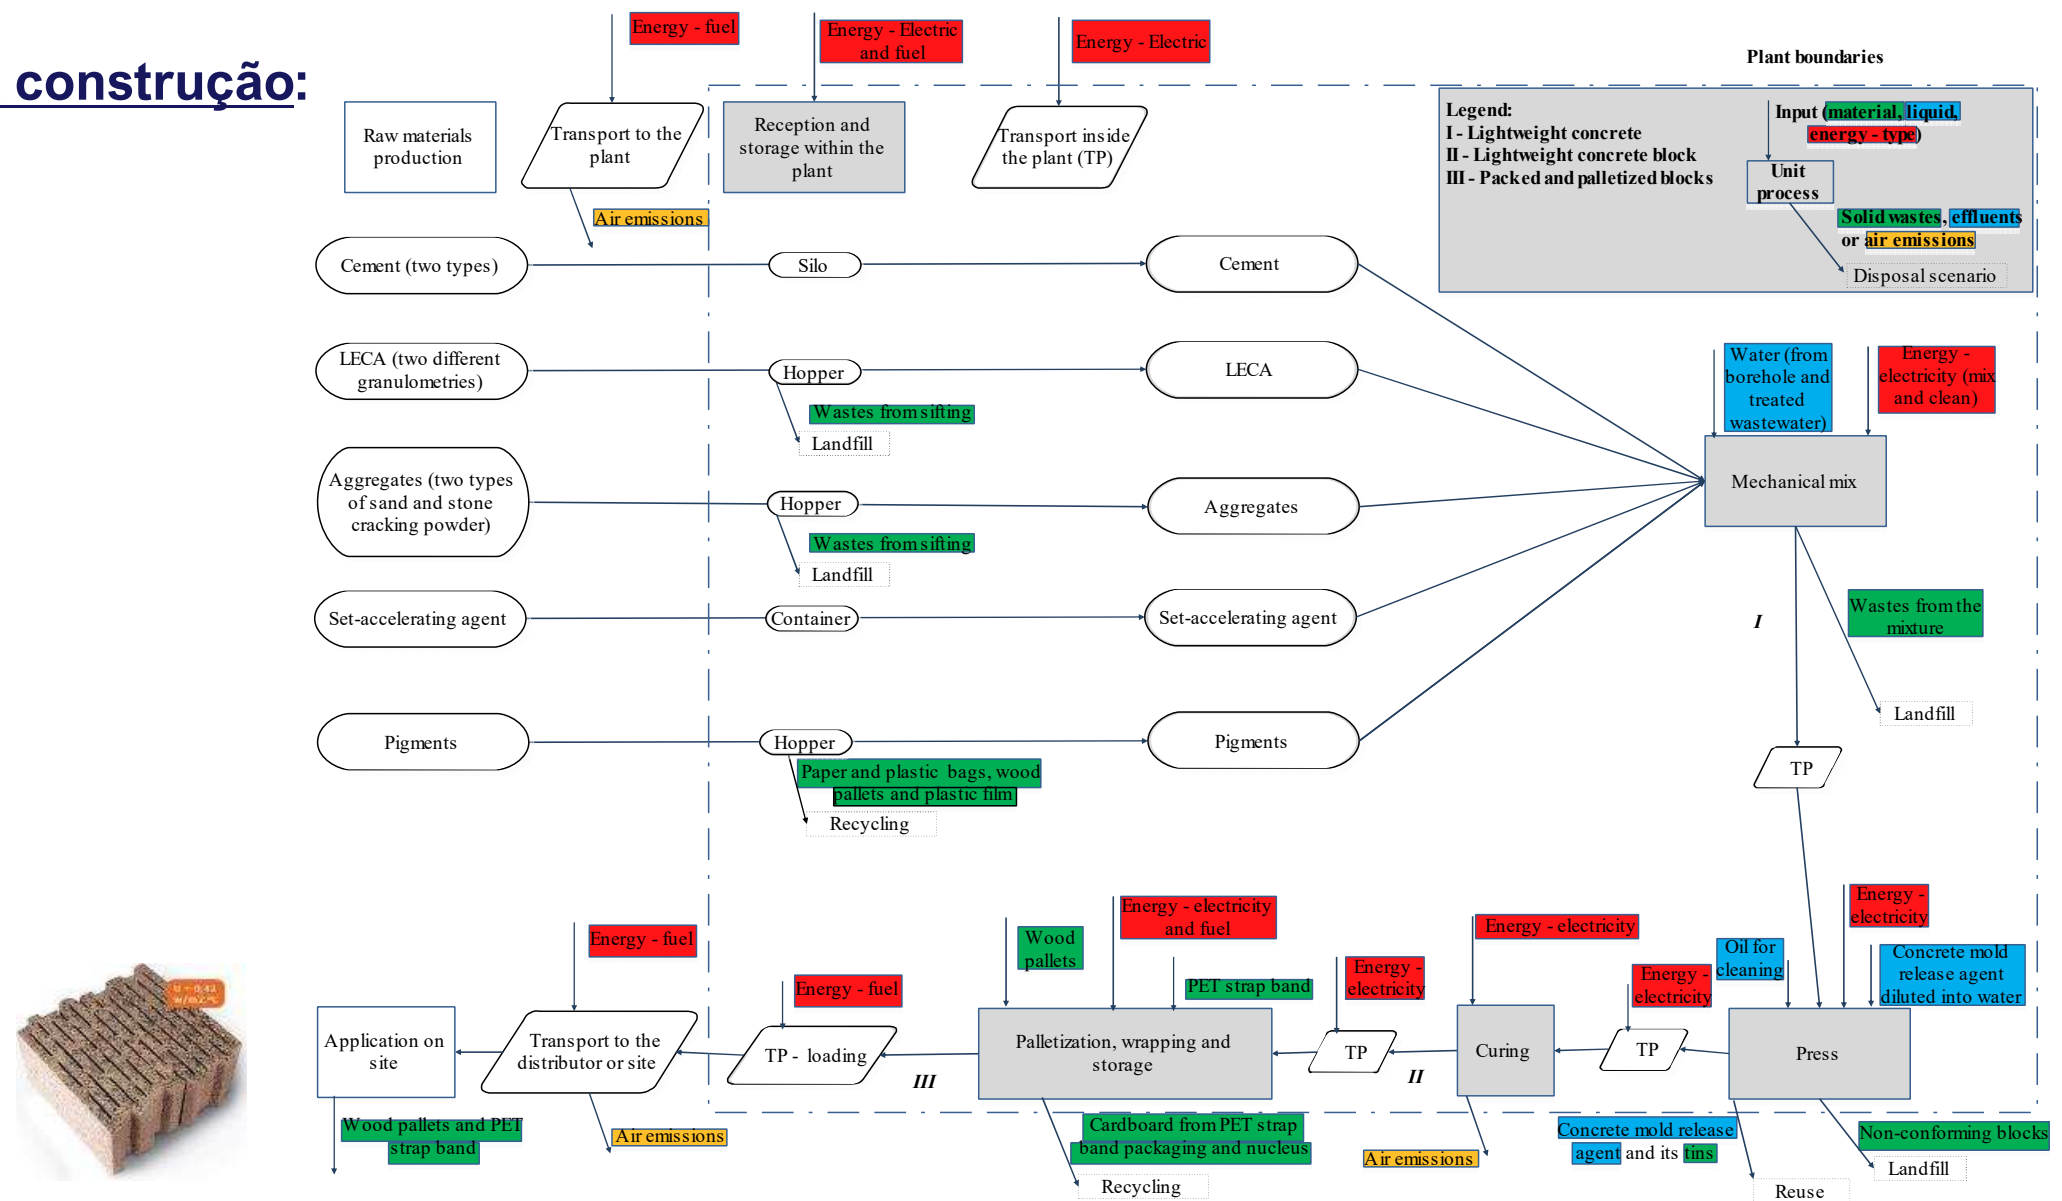 construção:
Energy - fuel
Energy - Electric
and fuel
Energy - Electric
Plant boundaries
Raw materials
production
Transport to the
plant
Reception and
storage within the
plant
Transport inside
the plant (TP)
Legend:
I - Lightweight concrete
II - Lightweight concrete block
III - Packed and palletized blocks
Input (material, liquid,
energy - type)
Unit
process
Solid wastes, effluents
or air emissions
Disposal scenario
Air emissions
Cement (two types)
Silo
Cement
LECA (two different
granulometries)
Hopper
LECA
Wastes from sifting
Landfill
Water (from
borehole and
treated
wastewater)
Energy -
electricity (mix
and clean)
Aggregates (two types
of sand and stone
cracking powder)
Hopper
Aggregates
Mechanical mix
Wastes from sifting
Landfill
Set-accelerating agent
Container
Set-accelerating agent
I
Wastes from the
mixture
Landfill
Pigments
Hopper
Pigments
Paper and plastic bags, wood
pallets and plastic film
Recycling
TP
Energy - fuel
Wood
pallets
Energy - electricity
and fuel
PET strap band
Energy - electricity
Energy -
electricity
Energy -
electricity
Oil for
cleaning
Energy -
electricity
Concrete mold
release agent
diluted into water
Energy - fuel
Application on
site
Transport to the
distributor or site
TP - loading
III
Palletization, wrapping and
storage
TP
II
Curing
TP
Press
Wood pallets and PET
strap band
Air emissions
Cardboard from PET strap
band packaging and nucleus
Recycling
Air emissions
Concrete mold release
agent and its tins
Reuse
Non-conforming blocks
Landfill